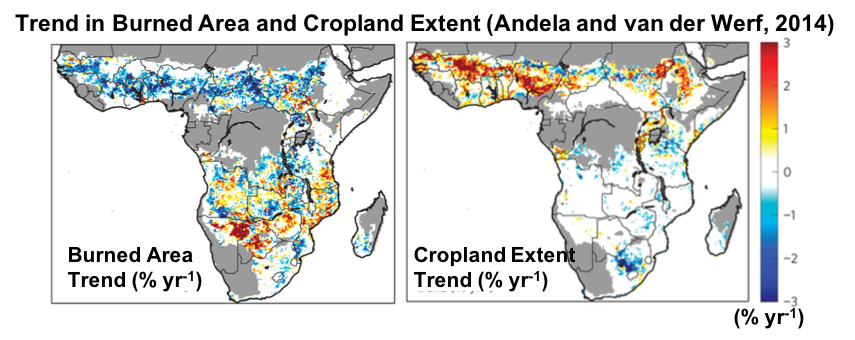 Trend in Burned Area and Cropland Extent (Andela and van der Werf, 2014)
Burned Area
Trend (% yr-1)
Cropland Extent
Trend (% yr-1)
3
2
1
0
−1
−2
−3
(% yr-1)